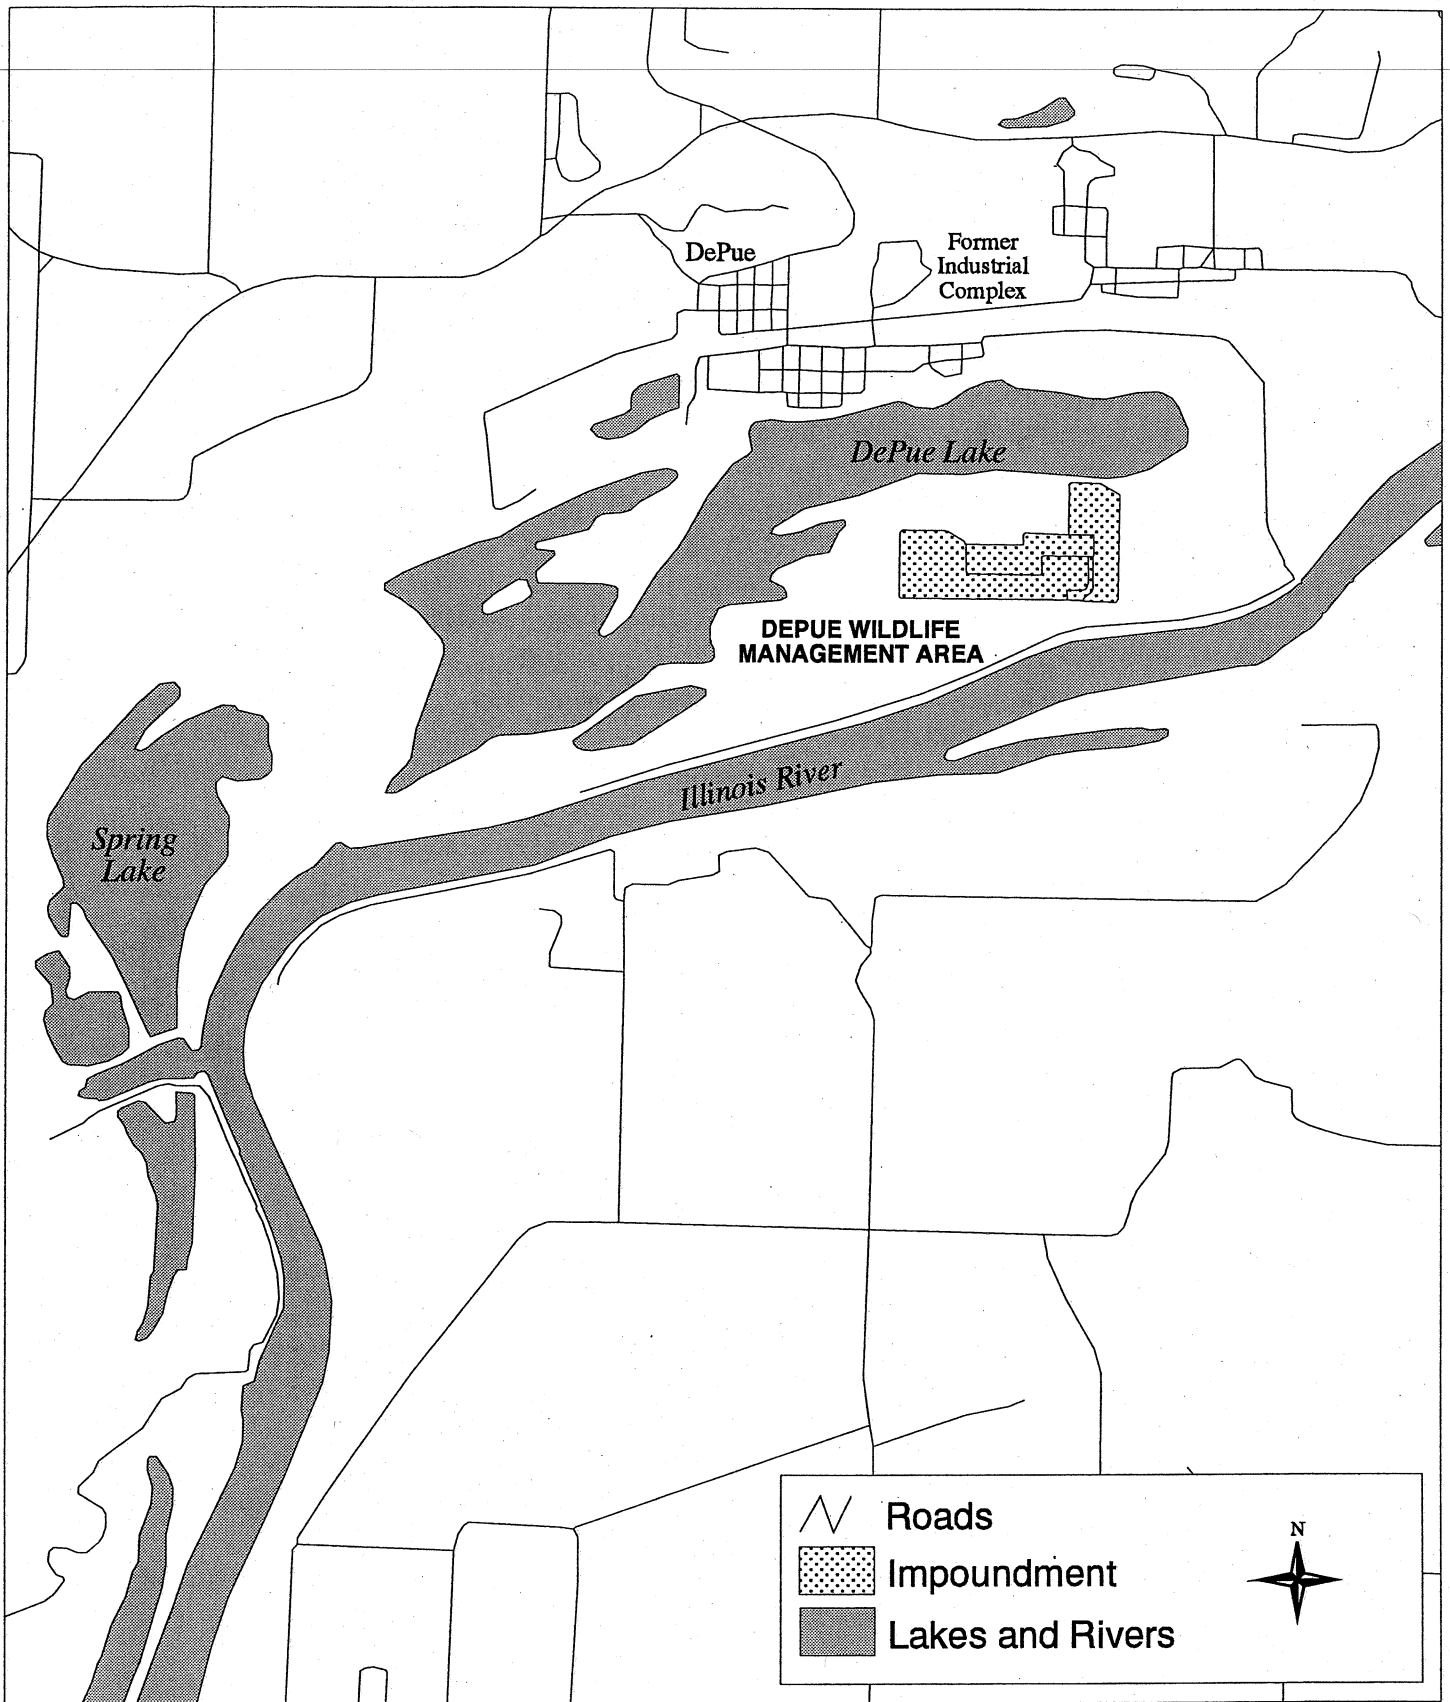 DePue
Former
Industrial
Complex
DePue Lake
DEPUE WILDLIFE
MANAGEMENT AREA
Illinois River
Spring
Lake
Roads
Impoundment
Lakes and Rivers
N